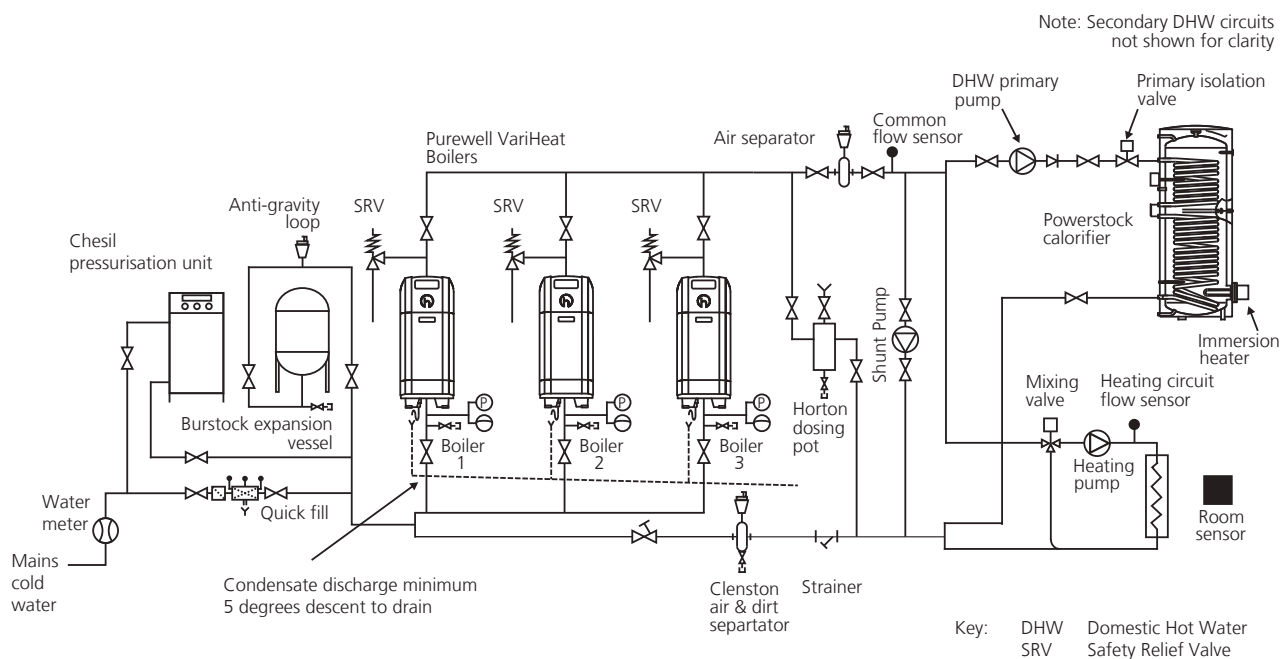 Note: Secondary DHW circuits
not shown for clarity
DHW primary
pump
Primary isolation
valve
Common
flow sensor
Air separator
Purewell VariHeat
Boilers
Anti-gravity
loop
SRV
SRV
SRV
Chesil
pressurisation unit
Powerstock
calorifier
Shunt Pump
Immersion
heater
Mixing
valve
Heating circuit
flow sensor
Horton
dosing
pot
Burstock expansion
vessel
P
P
P
Boiler
1
Boiler
2
Boiler
3
Heating
pump
Room
sensor
Water
meter
Quick fill
Mains
cold
water
Condensate discharge minimum
5 degrees descent to drain
Clenston
air & dirt
separtator
Strainer
Key: DHW Domestic Hot Water
SRV Safety Relief Valve